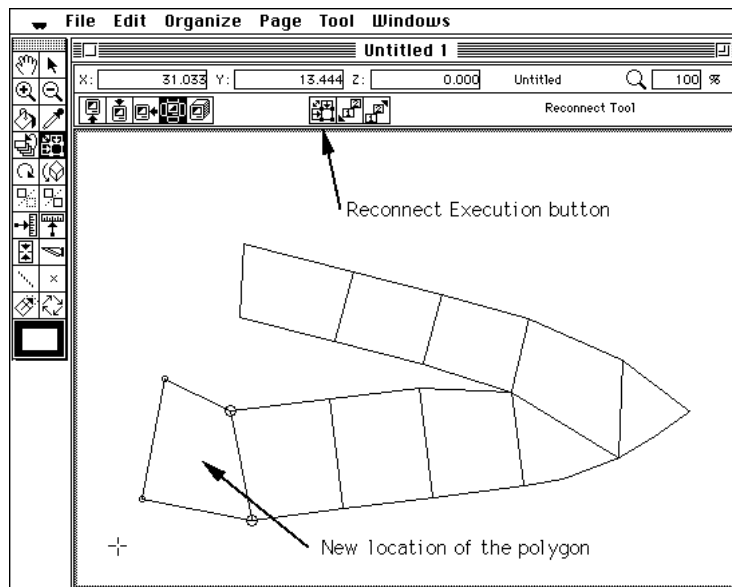 File Edit Organize Page Tool Windows
Untitled 1
X: 31.033 Y: 13.444 Z: 0.000 Untitled 100 %
Reconnect Tool
Reconnect Execution button
New location of the polygon